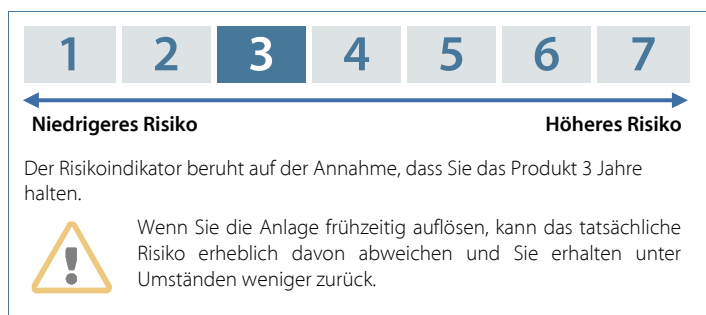 1 2 3 4 5 6 7
Niedrigeres Risiko Höheres Risiko
Der Risikoindikator beruht auf der Annahme, dass Sie das Produkt 3 Jahre
halten.
Wenn Sie die Anlage frühzeitig auflösen, kann das tatsächliche
Risiko erheblich davon abweichen und Sie erhalten unter
Umständen weniger zurück.